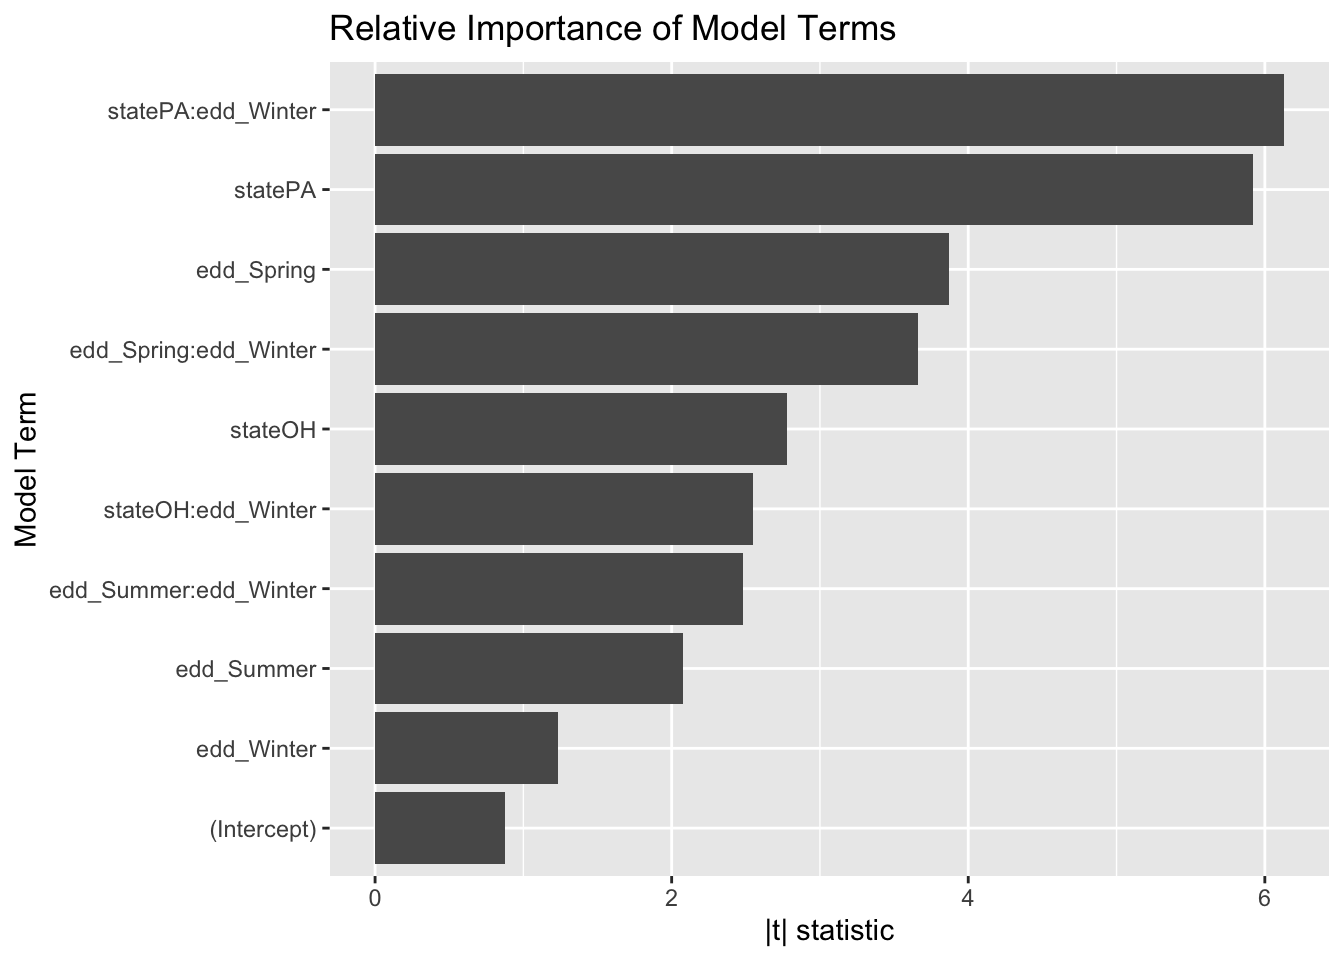 Relative Importance of Model Terms
statePA:edd_Winter
statePA
edd_Spring
edd_Spring:edd_Winter
stateOH
stateOH:edd_Winter
edd_Summer:edd_Winter
edd_Summer
edd_Winter
(Intercept)
Model Term
0 2 4 6
|t| statistic